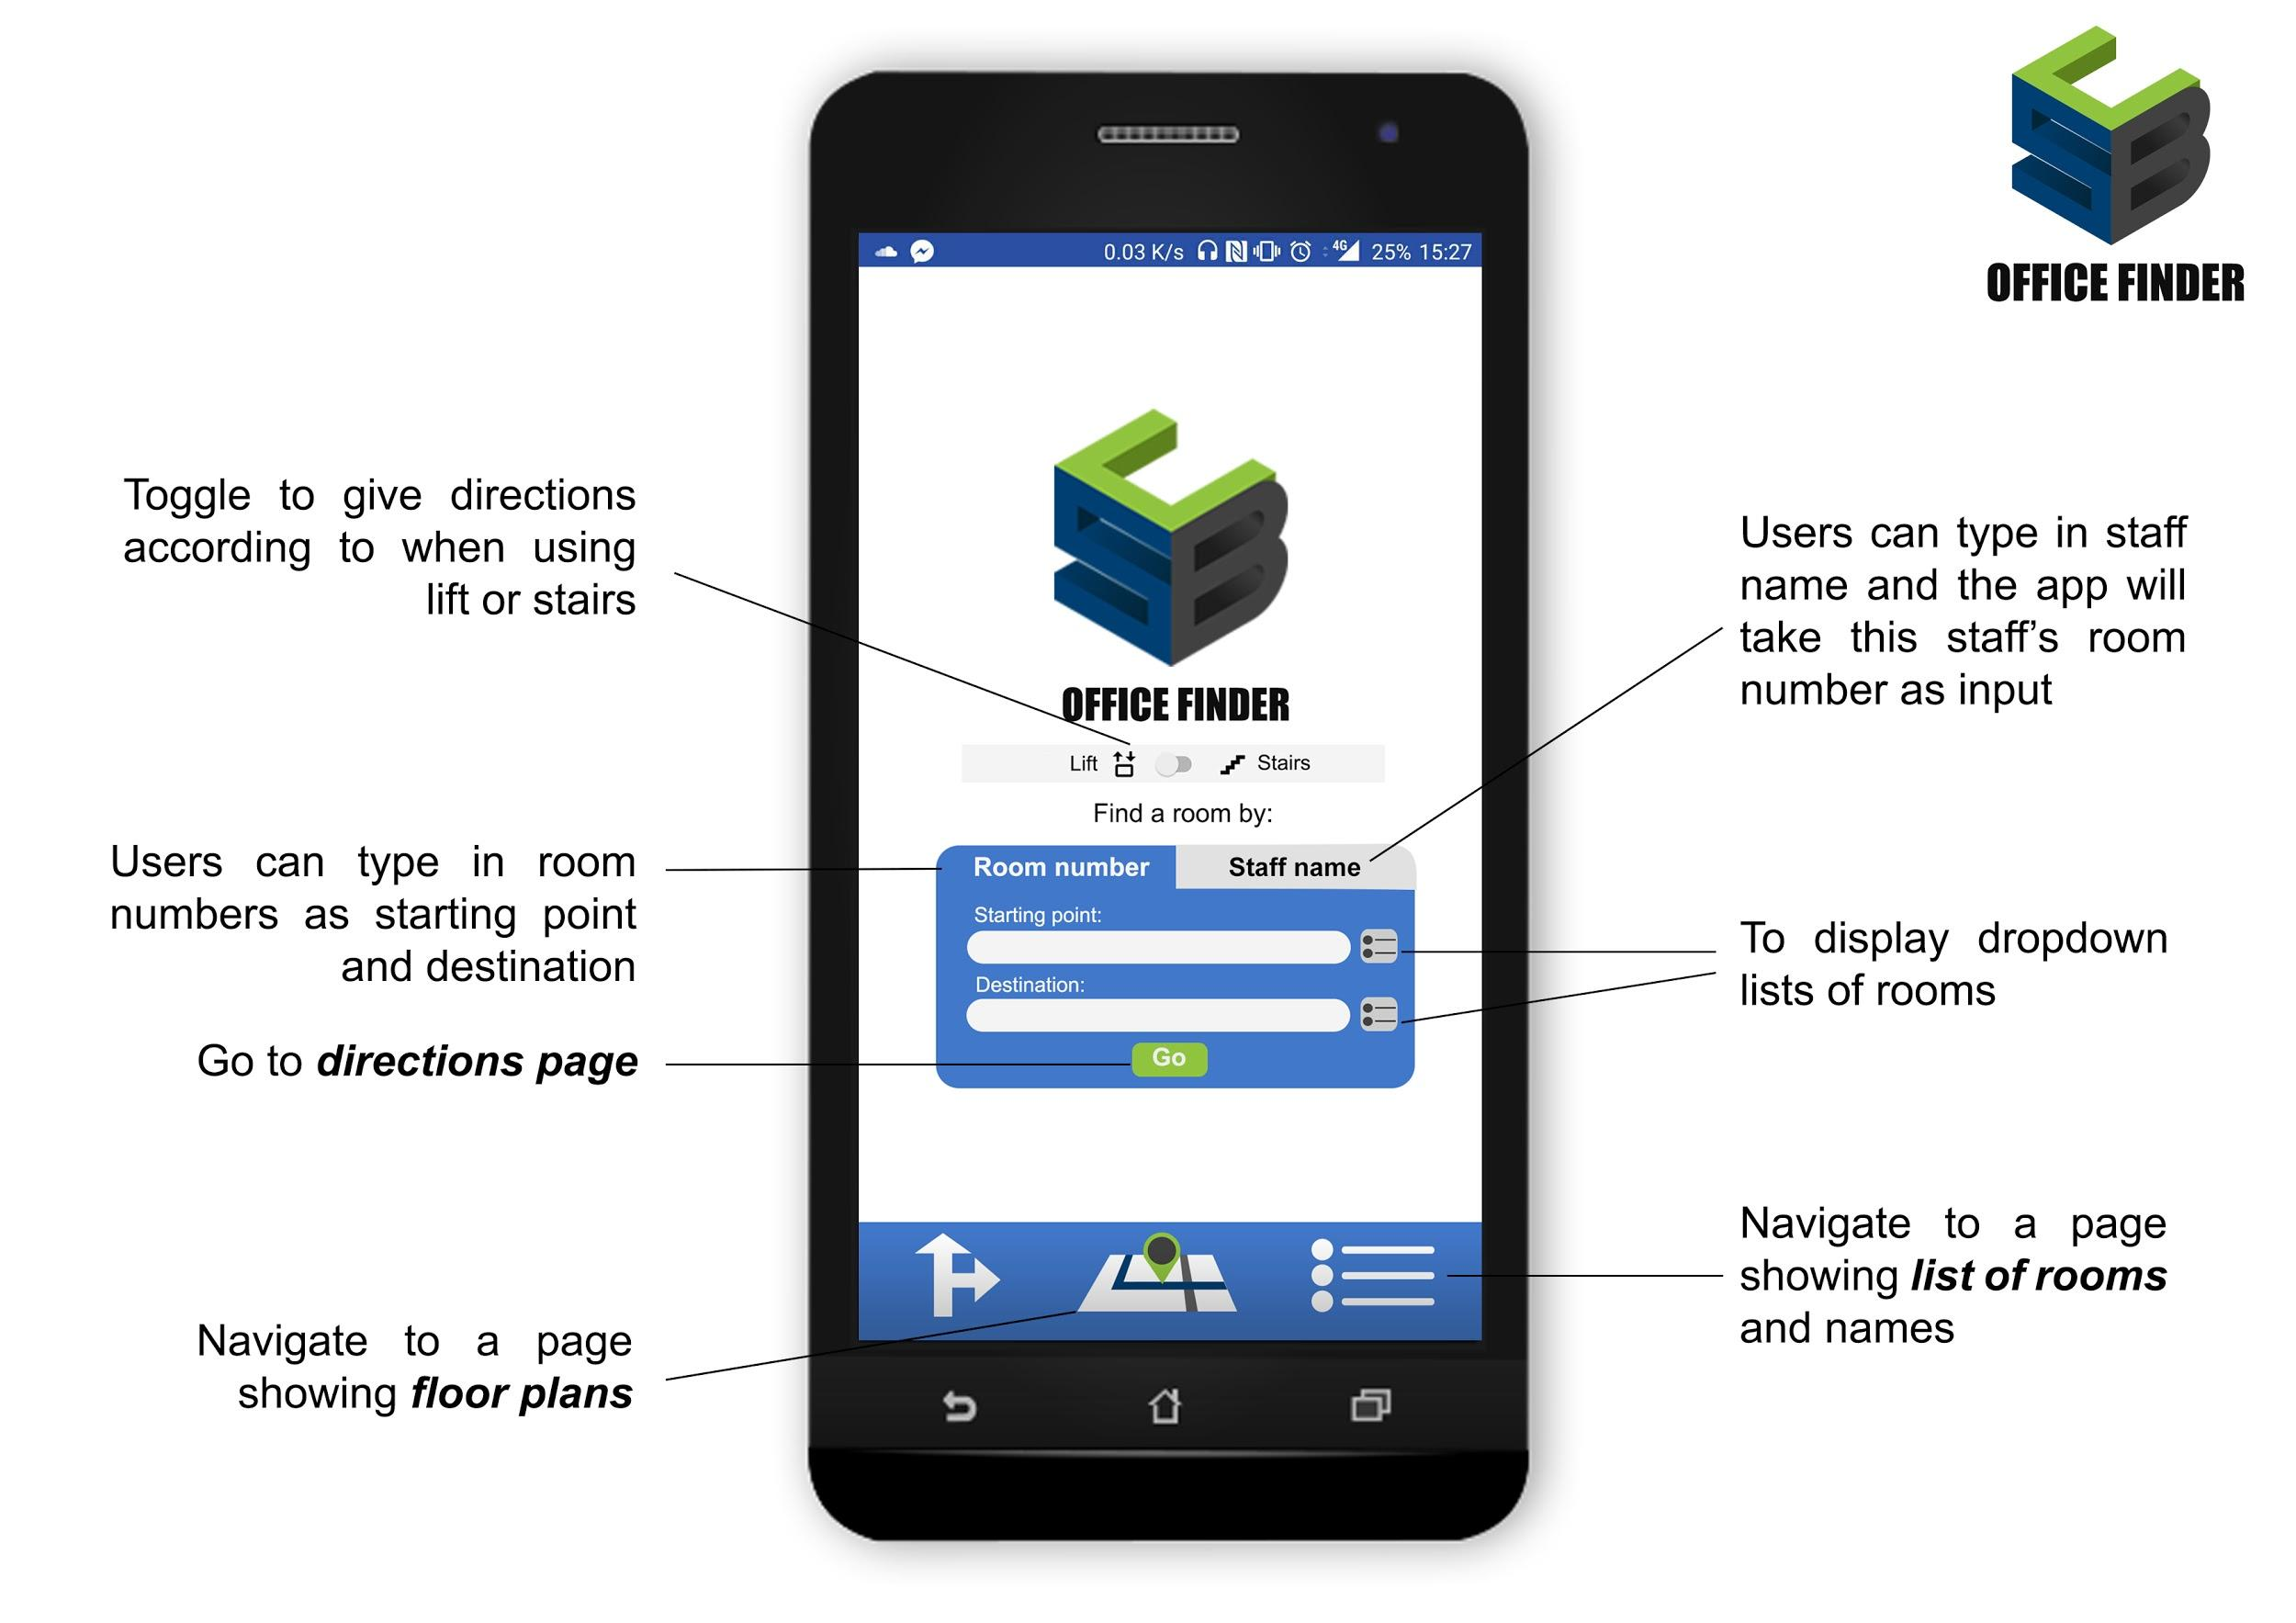 OFFICE FINDER
0.03 K/s 4G 25% 15:27
OFFICE FINDER
Lift Stairs
Find a room by:
Room number Staff name
Starting point:
Destination:
Go
Toggle to give directions
according to when using
lift or stairs
Users can type in room
numbers as starting point
and destination
Go to directions page
Navigate to a page
showing floor plans
Users can type in staff
name and the app will
take this staff’s room
number as input
To display dropdown
lists of rooms
Navigate to a page
showing list of rooms
and names